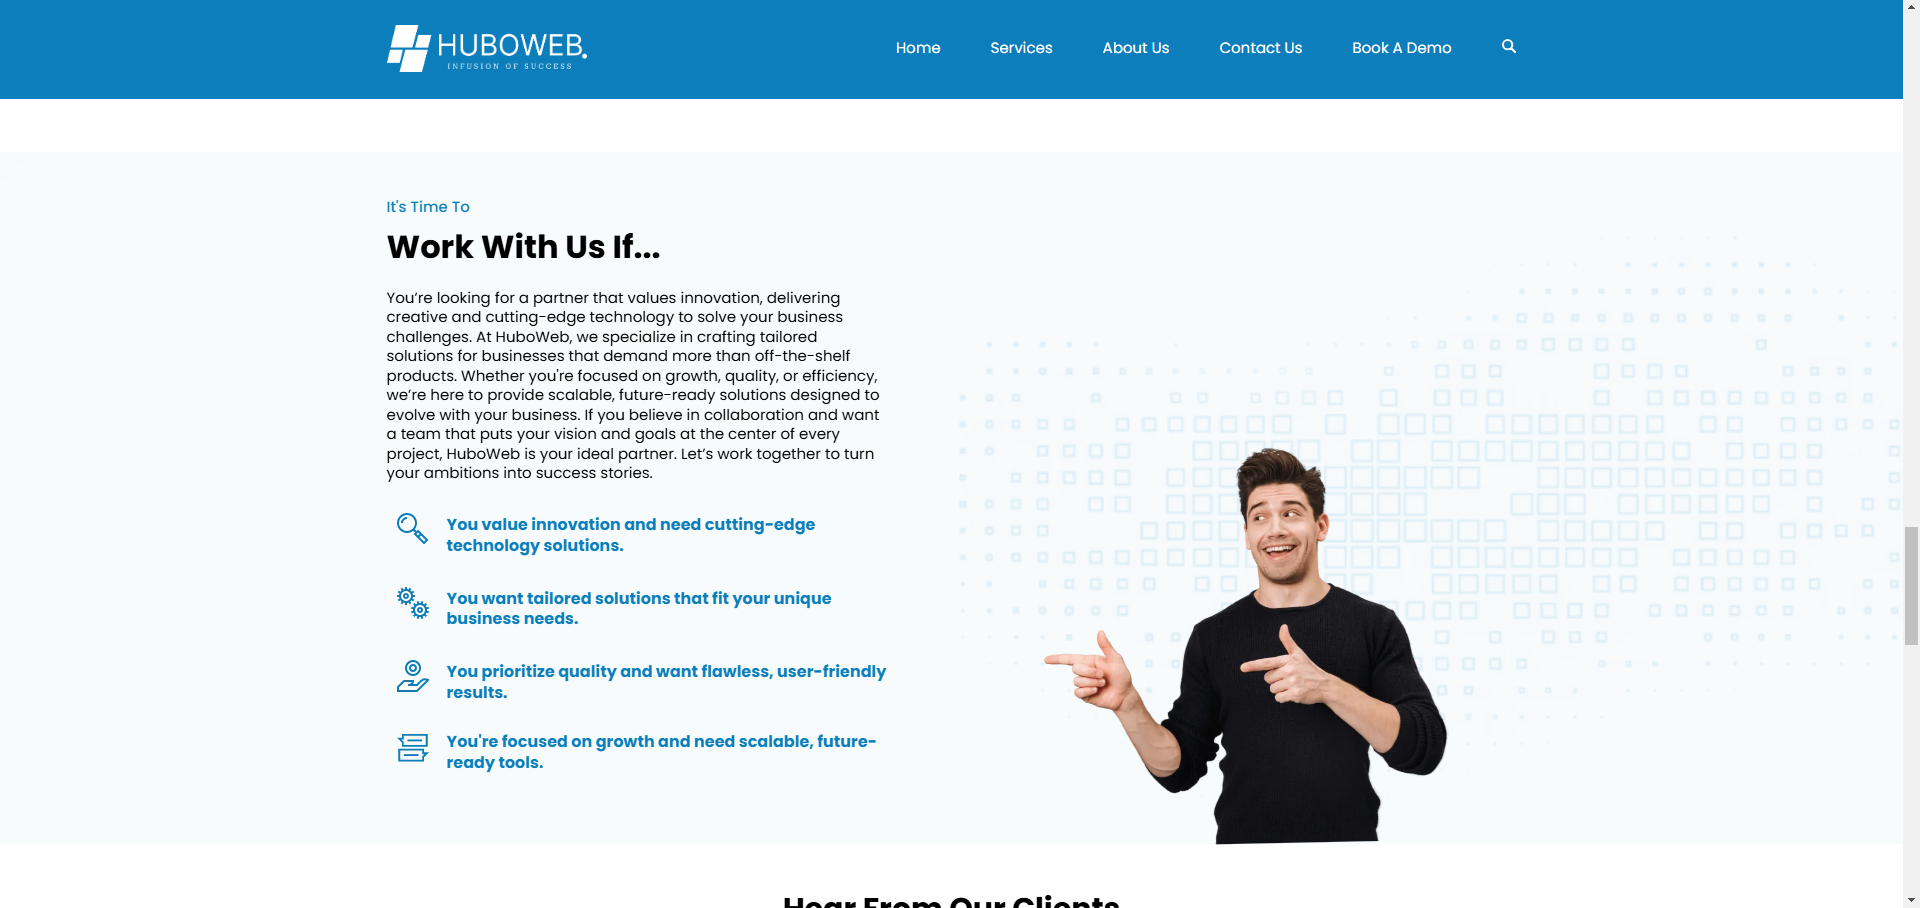 HUBOWEB.
INFUSION OF SUCCESS
Home
Services
About Us
Contact Us
Book A Demo
It's Time To
Work With Us If...
You’re looking for a partner that values innovation, delivering
creative and cutting-edge technology to solve your business
challenges. At HuboWeb, we specialize in crafting tailored
solutions for businesses that demand more than off-the-shelf
products. Whether you're focused on growth, quality, or efficiency,
we’re here to provide scalable, future-ready solutions designed to
evolve with your business. If you believe in collaboration and want
a team that puts your vision and goals at the center of every
project, HuboWeb is your ideal partner. Let’s work together to turn
your ambitions into success stories.
You value innovation and need cutting-edge
technology solutions.
You want tailored solutions that fit your unique
business needs.
You prioritize quality and want flawless, user-friendly
results.
You're focused on growth and need scalable, future-
ready tools.
Hear From Our Clients